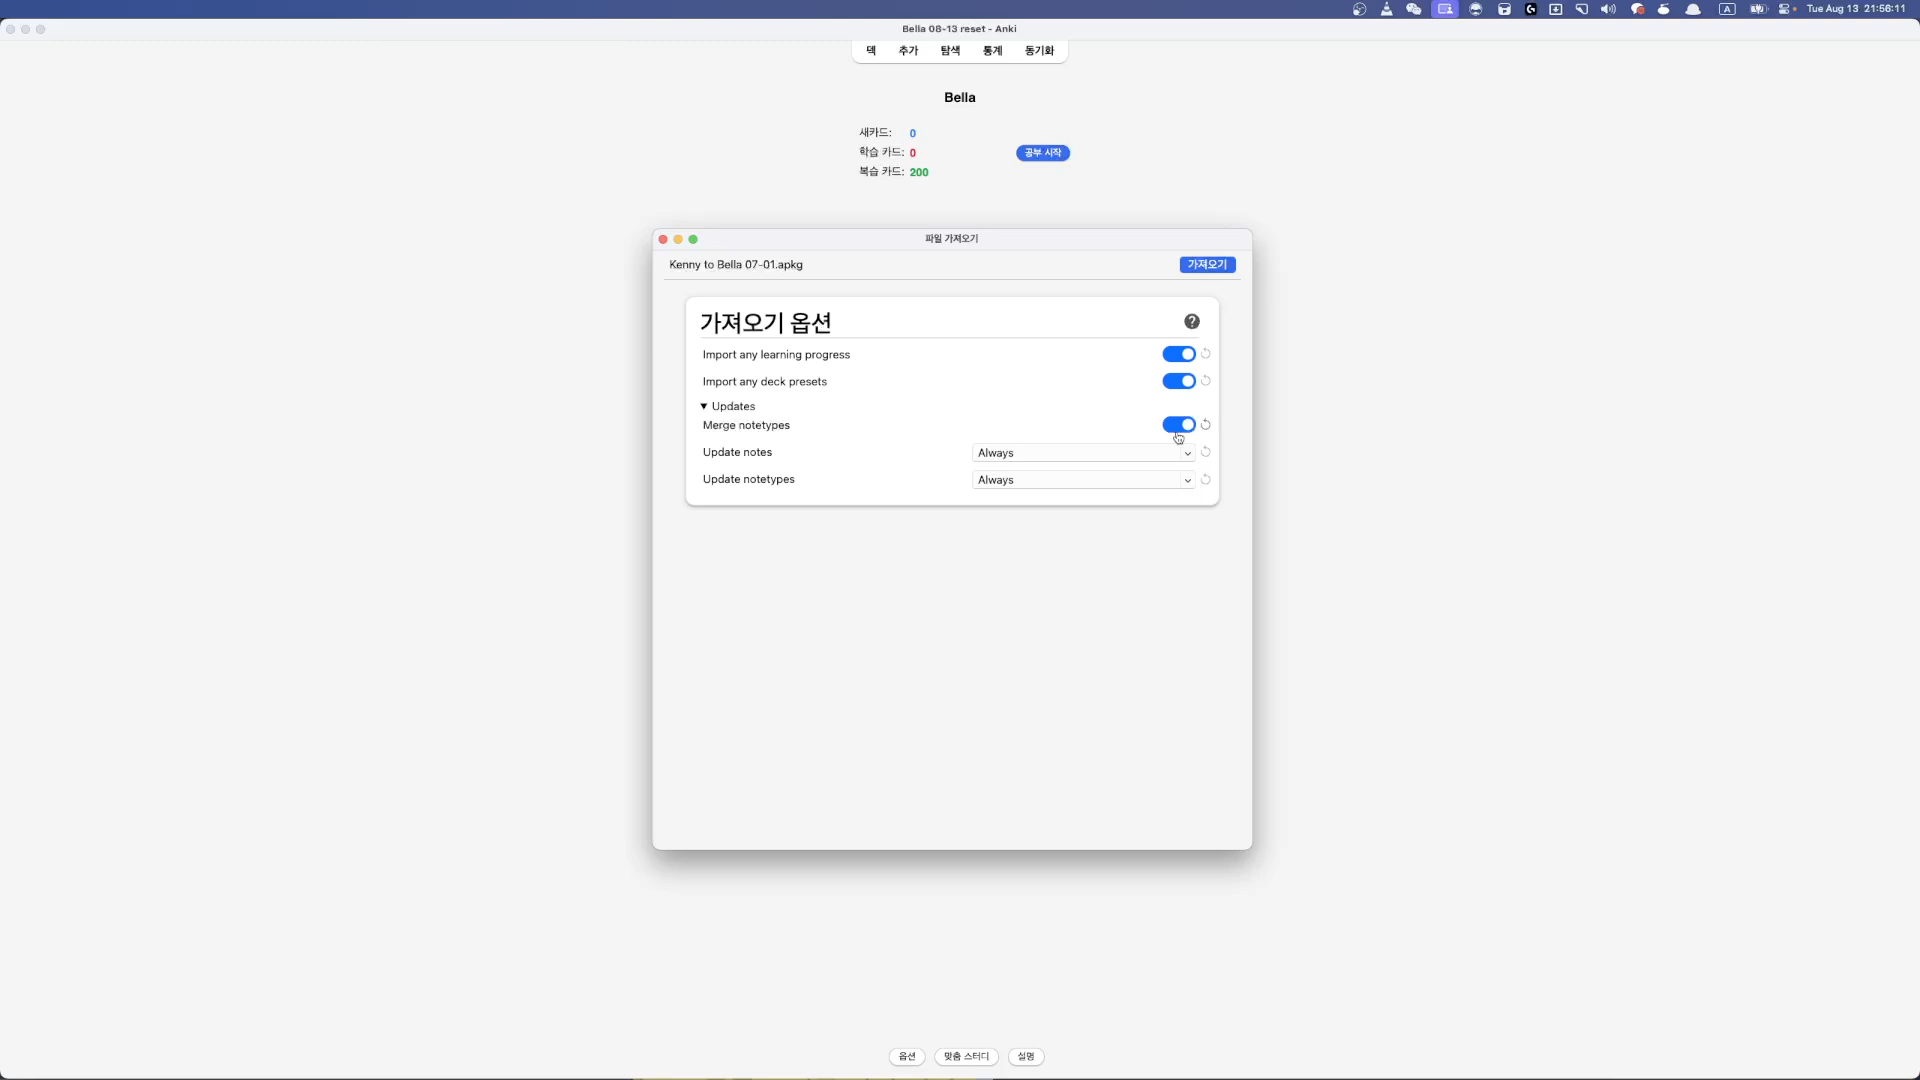 Tue Aug 13 21:56:11
Bella 08-13 reset - Anki
덱 추가 탐색 통계 동기화
Bella
새카드: 0
학습 카드: 0
공부 시작
복습 카드: 200
파일 가져오기
Kenny to Bella 07-01.apkg
가져오기
가져오기 옵션
Import any learning progress
Import any deck presets
Updates
Merge notetypes
Update notes Always
Update notetypes Always
옵션 맞춤 스터디 설명